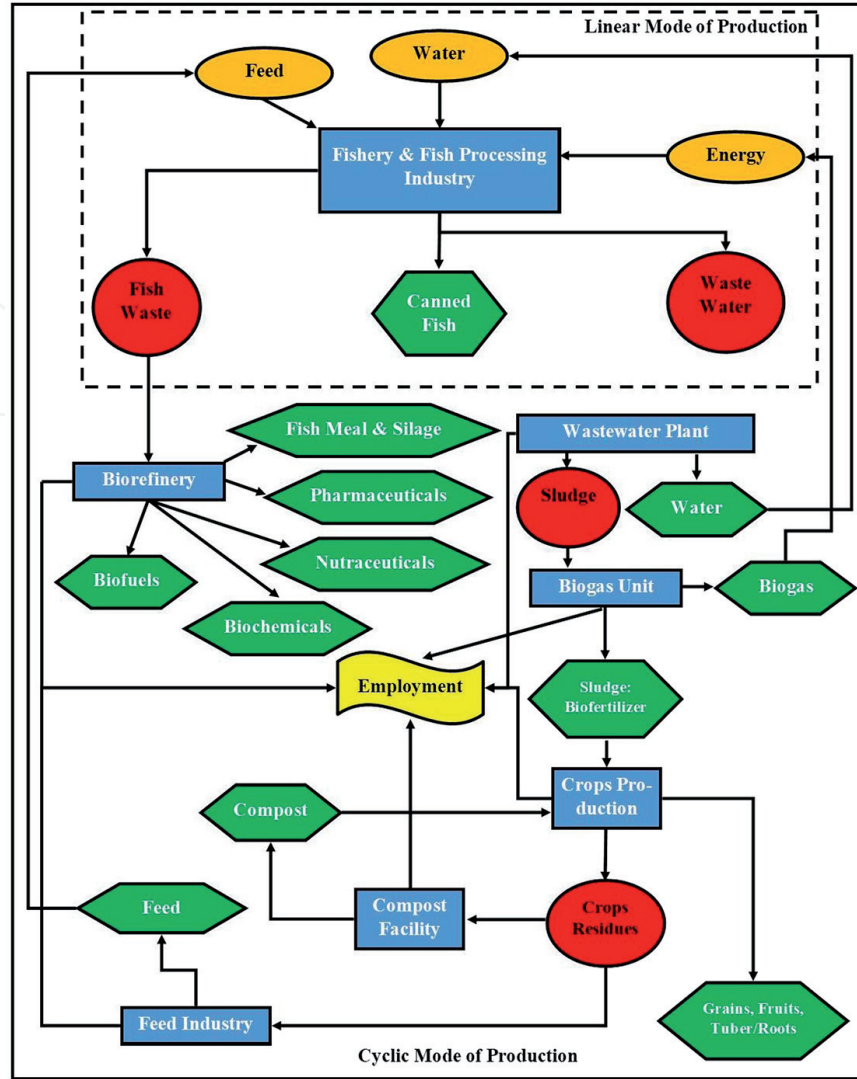 Linear Mode of Production
Feed
Water
Fishery & Fish Processing
Industry
Energy
Fish
Waste
Canned
Fish
Waste
Water
Fish Meal & Silage
Wastewater Plant
Biorefinery
Pharmaceuticals
Sludge
Water
Nutraceuticals
Biofuels
Biogas Unit
Biogas
Biochemicals
Employment
Sludge:
Biofertilizer
Crops Pro-
duction
Compost
Feed
Compost
Facility
Crops
Residues
Feed Industry
Grains, Fruits,
Tuber/Roots
Cyclic Mode of Production